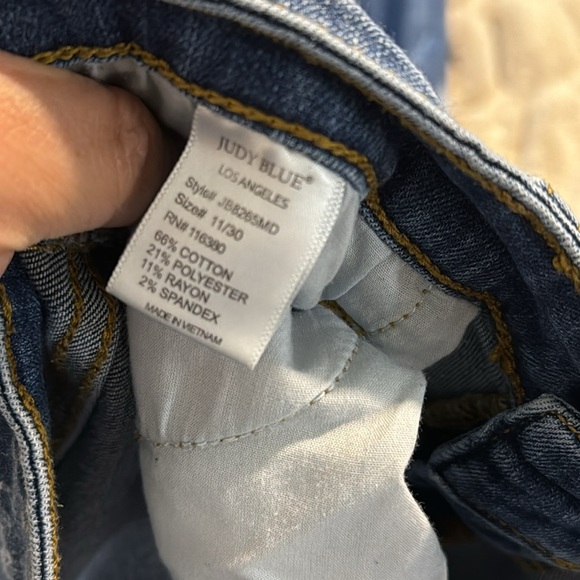 JUDY BLUE®
LOS ANGELES
Style# JB8265MD
Size# 11/30
RN# 116380
66% COTTON
21% POLYESTER
11% RAYON
2% SPANDEX
MADE IN VIETNAM